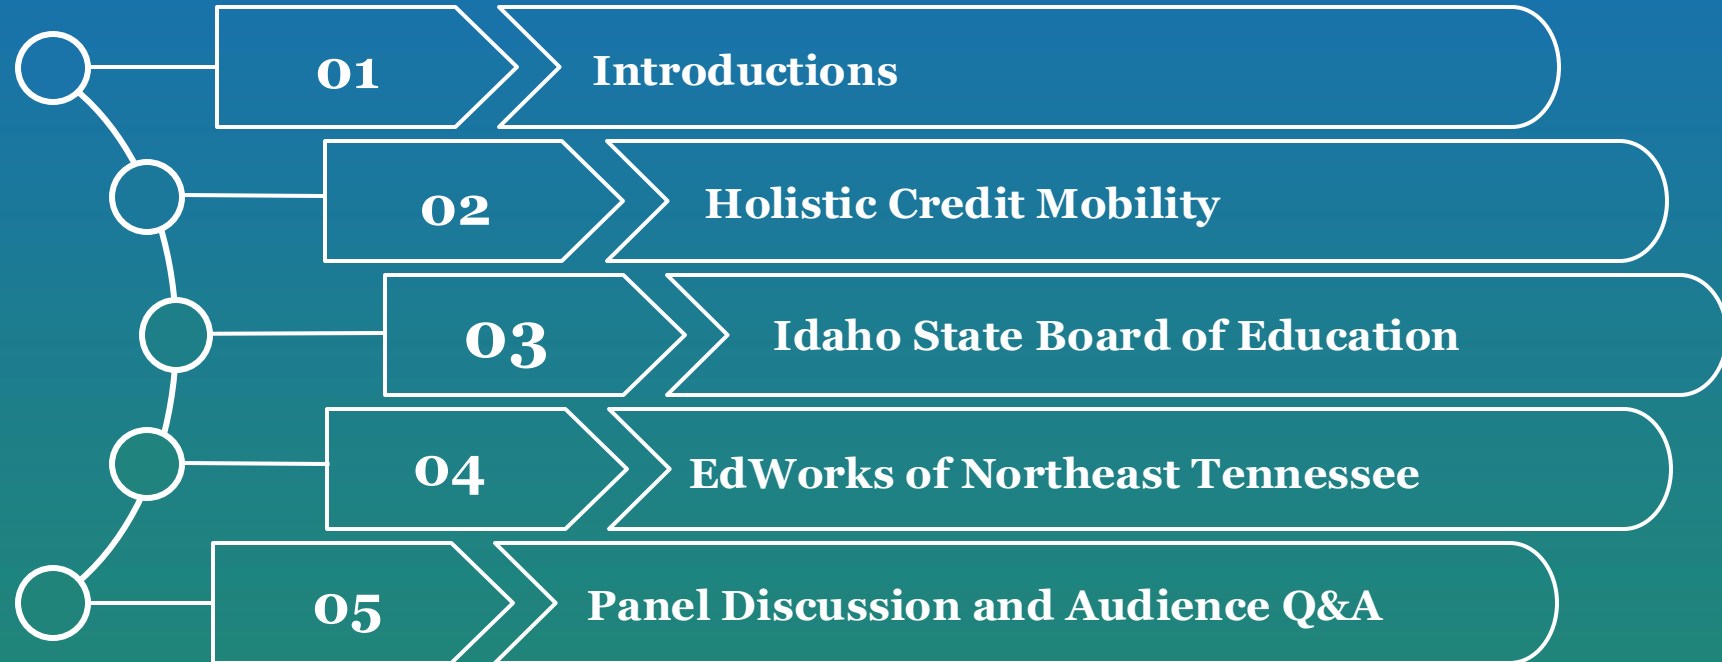 01
Introductions
02
Holistic Credit Mobility
03
Idaho State Board of Education
04
EdWorks of Northeast Tennessee
05
Panel Discussion and Audience Q&A